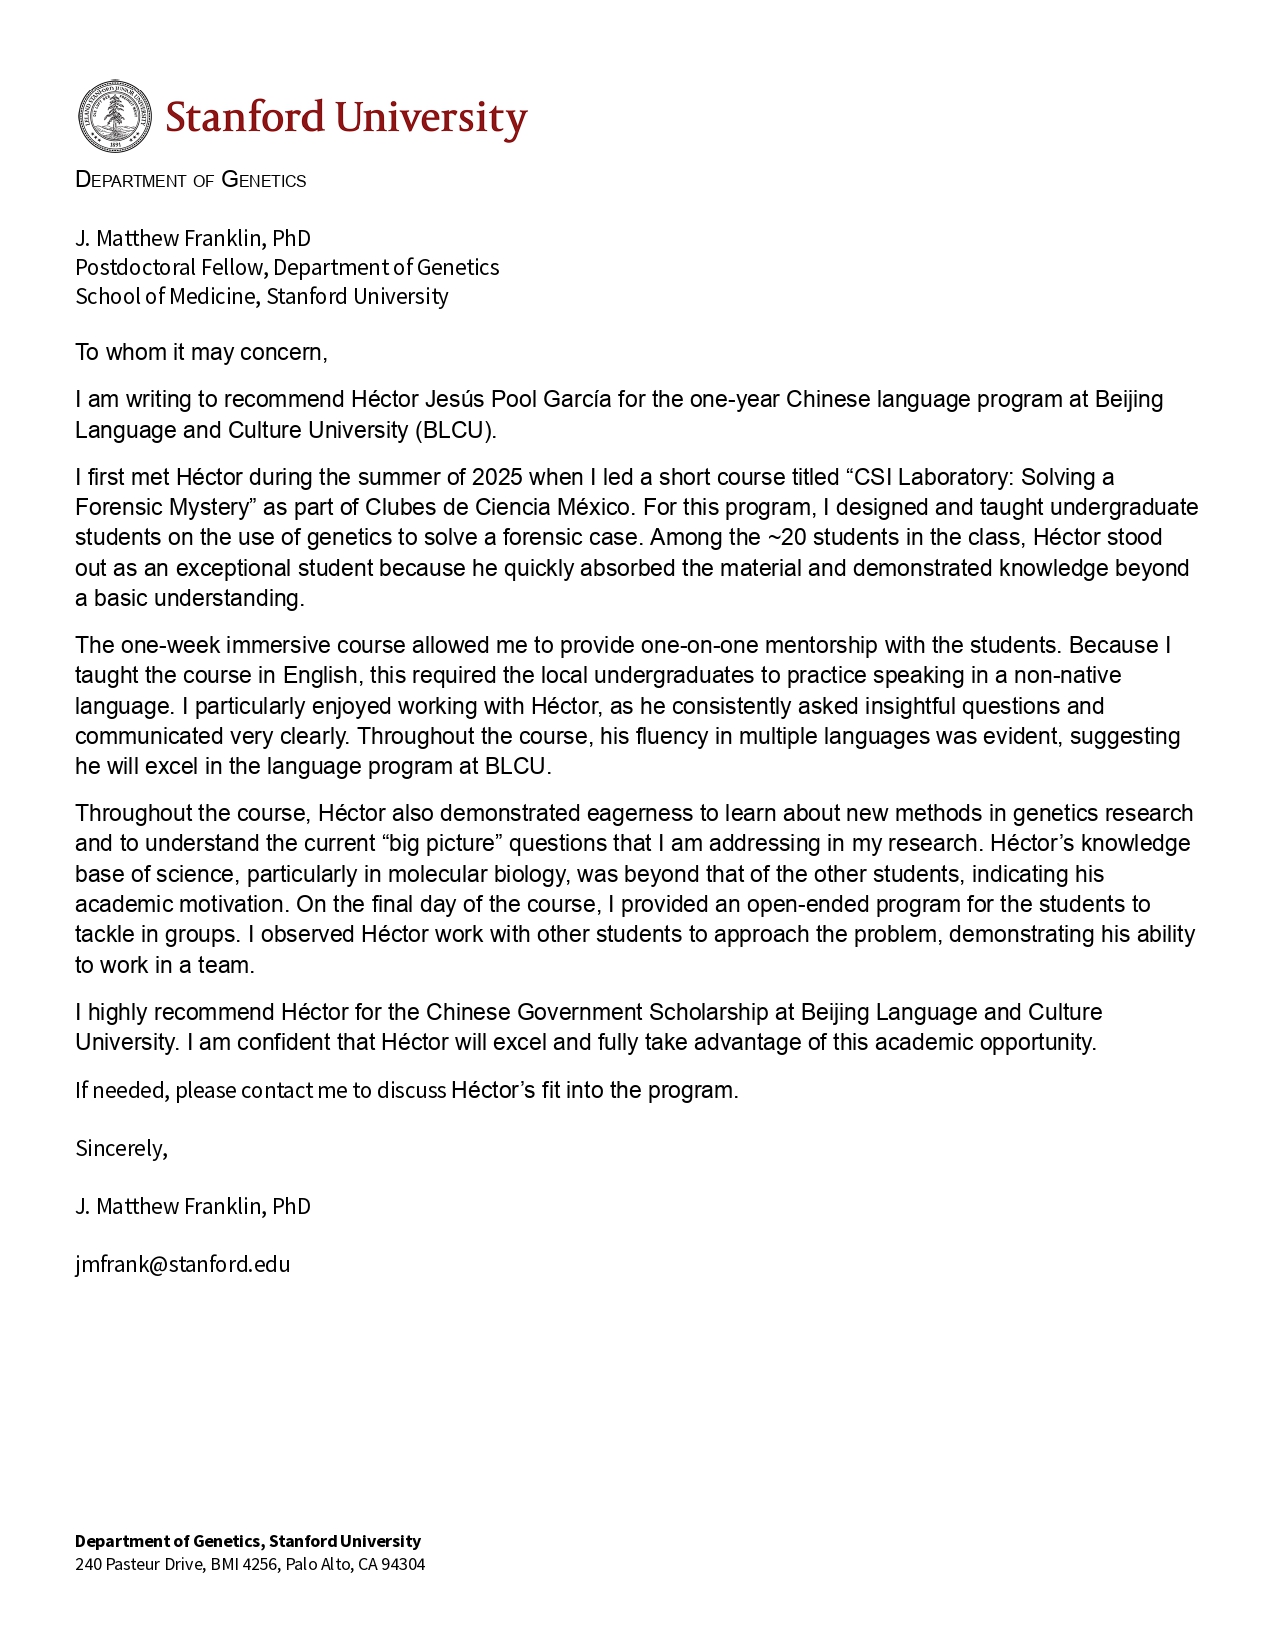 Stanford University
DEPARTMENT OF GENETICS
J. Matthew Franklin, PhD
Postdoctoral Fellow, Department of Genetics
School of Medicine, Stanford University
To whom it may concern,
I am writing to recommend Héctor Jesús Pool García for the one-year Chinese language program at Beijing
Language and Culture University (BLCU).
I first met Héctor during the summer of 2025 when I led a short course titled “CSI Laboratory: Solving a
Forensic Mystery” as part of Clubes de Ciencia México. For this program, I designed and taught undergraduate
students on the use of genetics to solve a forensic case. Among the ~20 students in the class, Héctor stood
out as an exceptional student because he quickly absorbed the material and demonstrated knowledge beyond
a basic understanding.
The one-week immersive course allowed me to provide one-on-one mentorship with the students. Because I
taught the course in English, this required the local undergraduates to practice speaking in a non-native
language. I particularly enjoyed working with Héctor, as he consistently asked insightful questions and
communicated very clearly. Throughout the course, his fluency in multiple languages was evident, suggesting
he will excel in the language program at BLCU.
Throughout the course, Héctor also demonstrated eagerness to learn about new methods in genetics research
and to understand the current “big picture” questions that I am addressing in my research. Héctor’s knowledge
base of science, particularly in molecular biology, was beyond that of the other students, indicating his
academic motivation. On the final day of the course, I provided an open-ended program for the students to
tackle in groups. I observed Héctor work with other students to approach the problem, demonstrating his ability
to work in a team.
I highly recommend Héctor for the Chinese Government Scholarship at Beijing Language and Culture
University. I am confident that Héctor will excel and fully take advantage of this academic opportunity.
If needed, please contact me to discuss Héctor’s fit into the program.
Sincerely,
J. Matthew Franklin, PhD
jmfrank@stanford.edu
Department of Genetics, Stanford University
240 Pasteur Drive, BMI 4256, Palo Alto, CA 94304